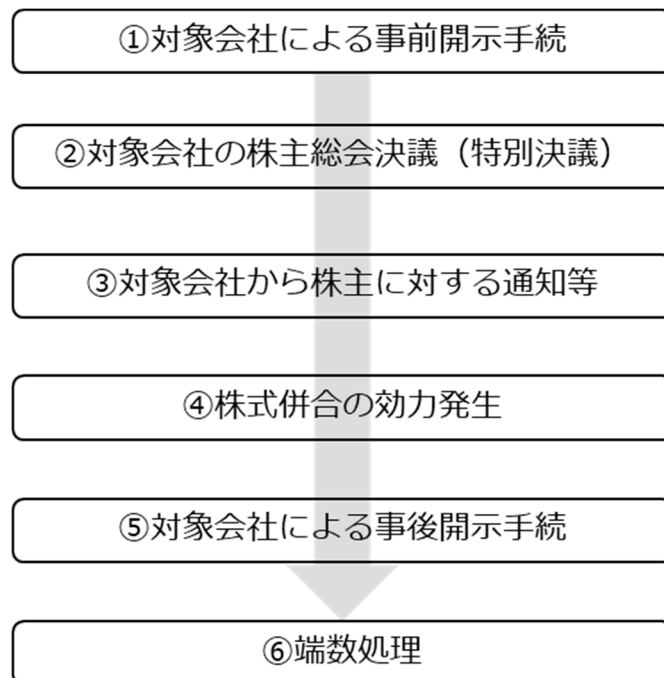 ①対象会社による事前開示手続
②対象会社の株主総会決議（特別決議）
③対象会社から株主に対する通知等
④株式併合の効力発生
⑤対象会社による事後開示手続
⑥端数処理